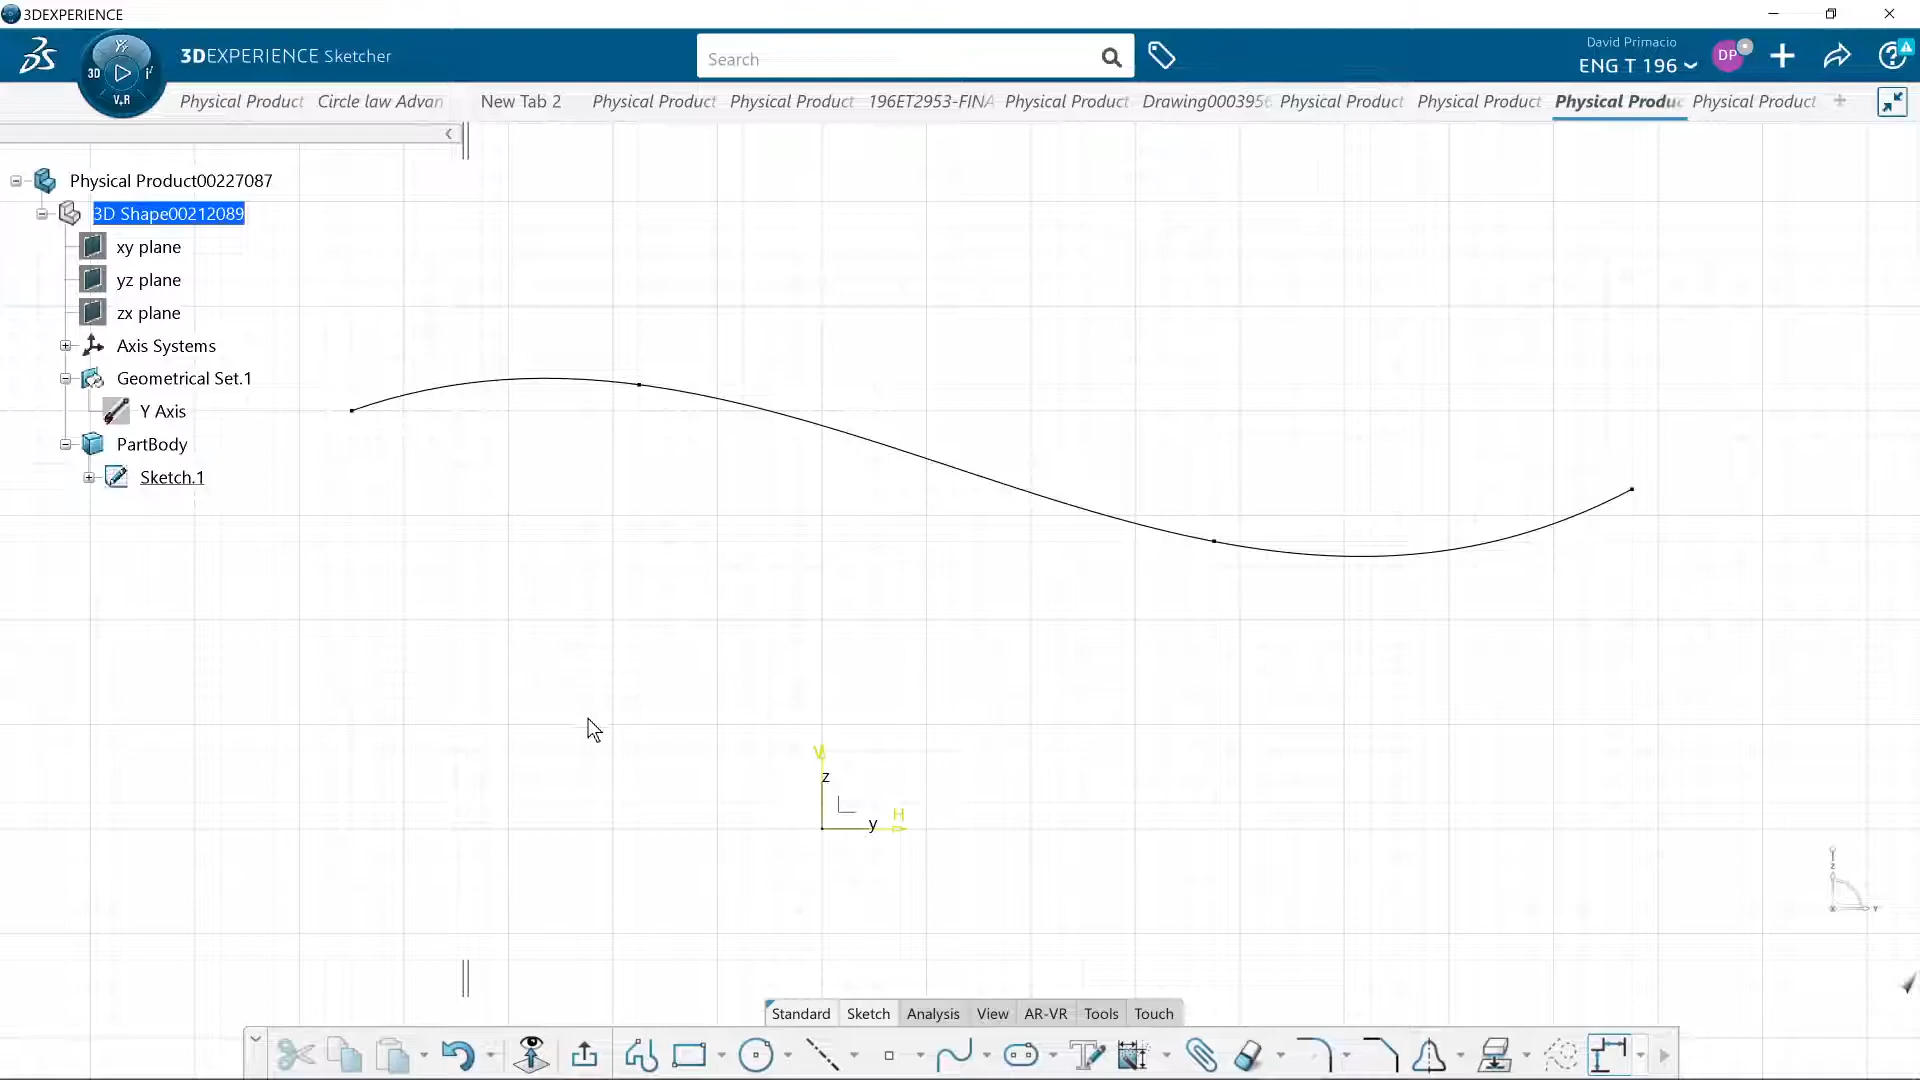 3DEXPERIENCE
3DEXPERIENCE Sketcher
3D
V.R
Search
David Primacio
ENG T 196
DP
Physical Product
Circle law Advan
New Tab 2
Physical Product
Physical Product
196ET2953-FINA
Physical Product
Drawing0003956
Physical Product
Physical Product
Physical Produc
Physical Product
Physical Product00227087
3D Shape00212089
xy plane
yz plane
zx plane
Axis Systems
Geometrical Set.1
Y Axis
PartBody
Sketch.1
V
z
H
y
z
x
Y
Standard
Sketch
Analysis
View
AR-VR
Tools
Touch